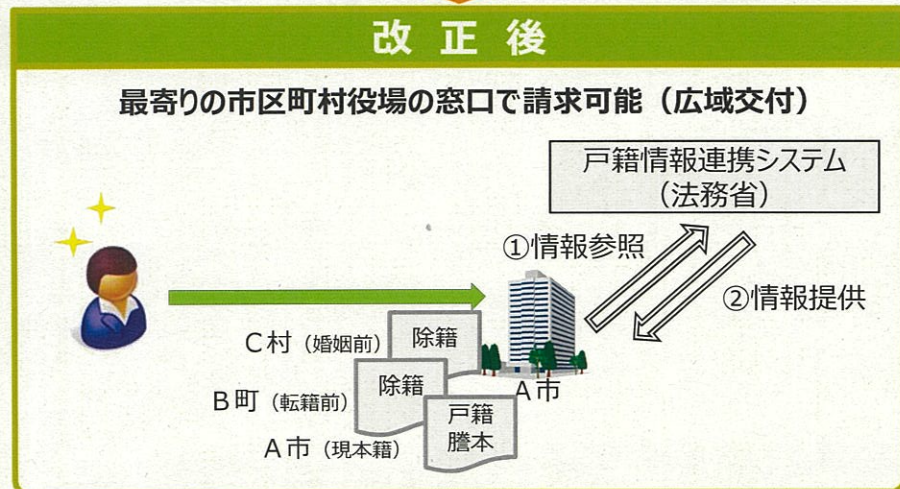 改正後
最寄りの市区町村役場の窓口で請求可能（広域交付）
戸籍情報連携システム
（法務省）
①情報参照
②情報提供
C村（婚姻前）
除籍
B町（転籍前）
除籍
A市
A市（現本籍）
戸籍
謄本